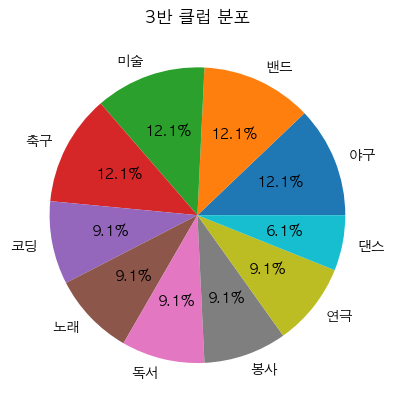 3반 클럽 분포
미술
밴드
축구
야구
코딩
댄스
노래
연극
독서
봉사
12.1%
12.1%
12.1%
12.1%
9.1%
6.1%
9.1%
9.1%
9.1%
9.1%